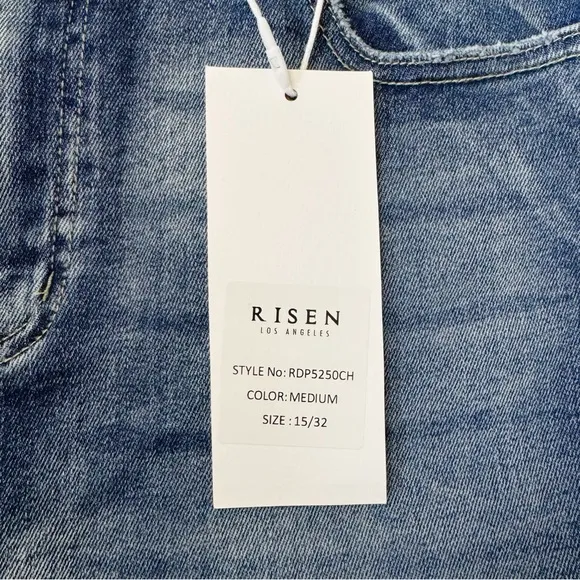 RISEN
LOS ANGELES
STYLE No: RDP5250CH
COLOR: MEDIUM
SIZE : 15/32